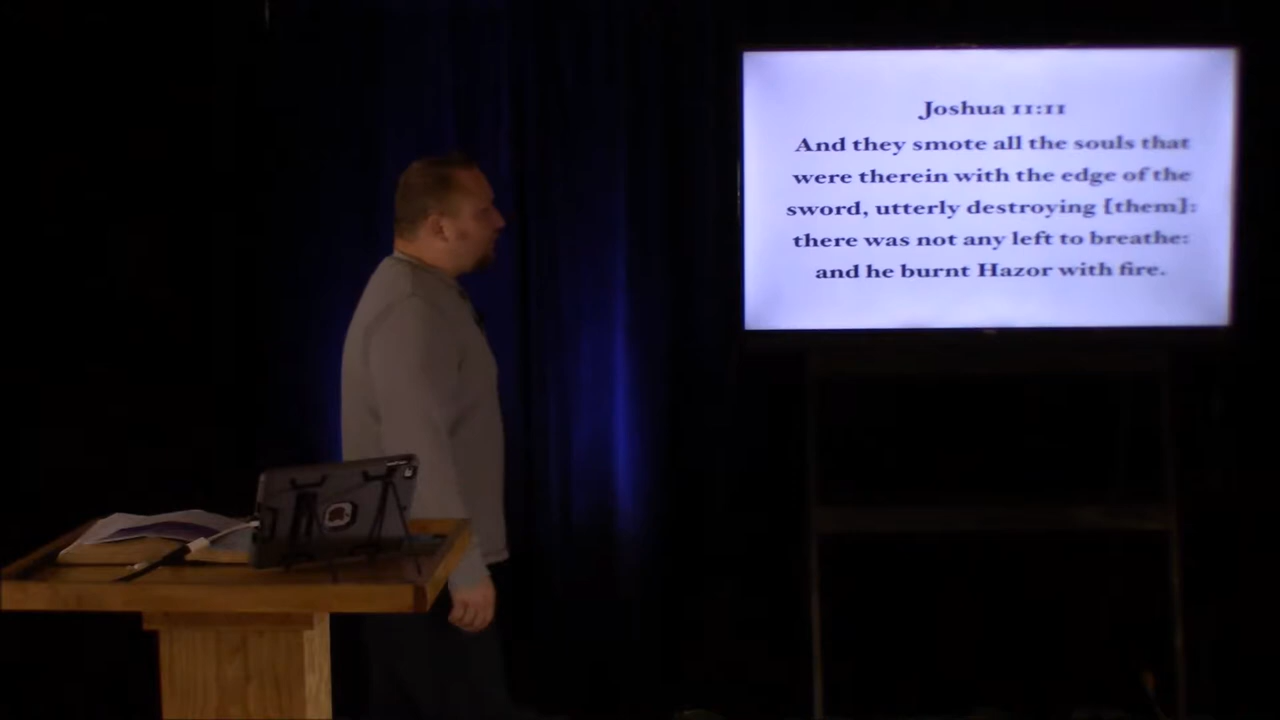 Joshua 11:11
And they smote all the souls that
were therein with the edge of the
sword, utterly destroying [them]:
there was not any left to breathe:
and he burnt Hazor with fire.